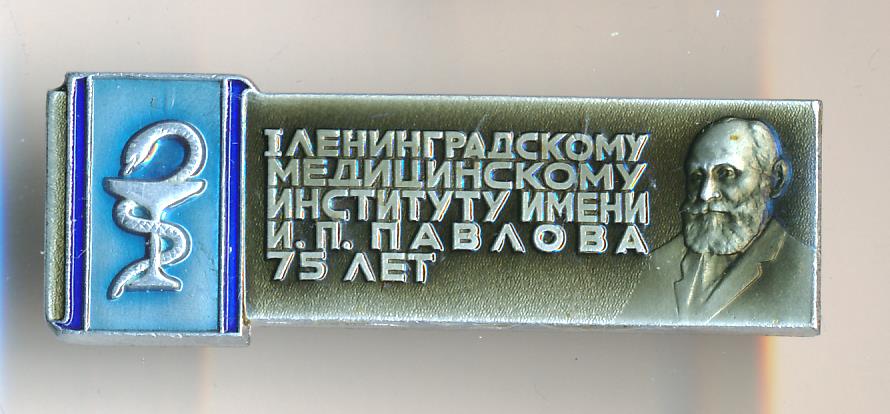 I ЛЕНИНГРАДСКОМУ
МЕДИЦИНСКОМУ
ИНСТИТУТУ ИМЕНИ
И. П. ПАВЛОВА
75 ЛЕТ